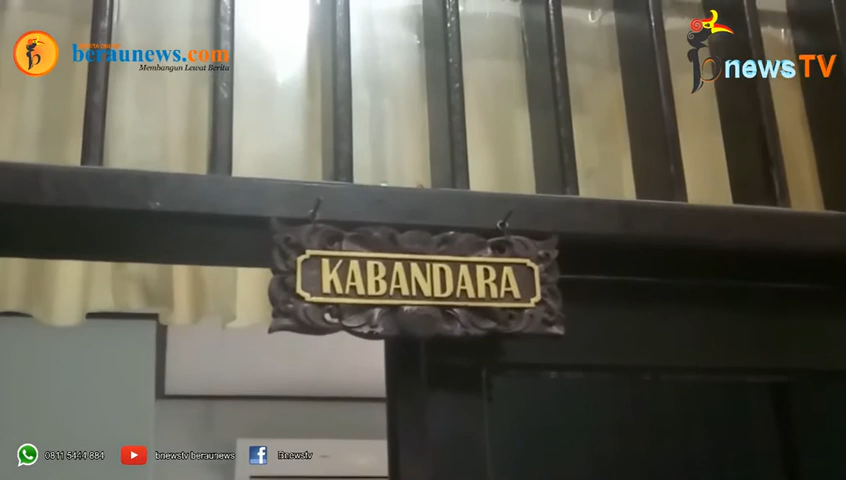 beraunews.com
Membangun Lewat Berita
bnewsTV
KABANDARA
0811 5444 884
bnewstv beraunews
Bnewstv